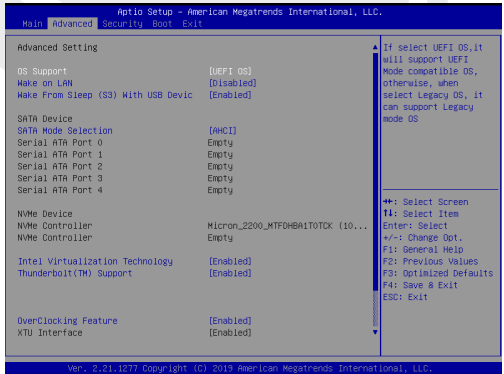 Aptio Setup – American Megatrends International, LLC.
Main Advanced Security Boot Exit
Advanced Setting
OS Support [UEFI OS]
Wake on LAN [Disabled]
Wake From Sleep (S3) With USB Devic [Enabled]
SATA Device
SATA Mode Selection [AHCI]
Serial ATA Port 0 Empty
Serial ATA Port 1 Empty
Serial ATA Port 2 Empty
Serial ATA Port 3 Empty
Serial ATA Port 4 Empty
NVMe Device
NVMe Controller Micron_2200_MTFDHBA1T0TCK (10...
NVMe Controller Empty
Intel Virtualization Technology [Enabled]
Thunderbolt(TM) Support [Enabled]
OverClocking Feature [Enabled]
XTU Interface [Enabled]
If select UEFI OS,it
will support UEFI
Mode compatible OS,
otherwise, when
select Legacy OS, it
can support Legacy
mode OS
→←: Select Screen
↑↓: Select Item
Enter: Select
+/-: Change Opt.
F1: General Help
F2: Previous Values
F3: Optimized Defaults
F4: Save & Exit
ESC: Exit
Ver. 2.21.1277 Copyright (C) 2019 American Megatrends International, LLC.